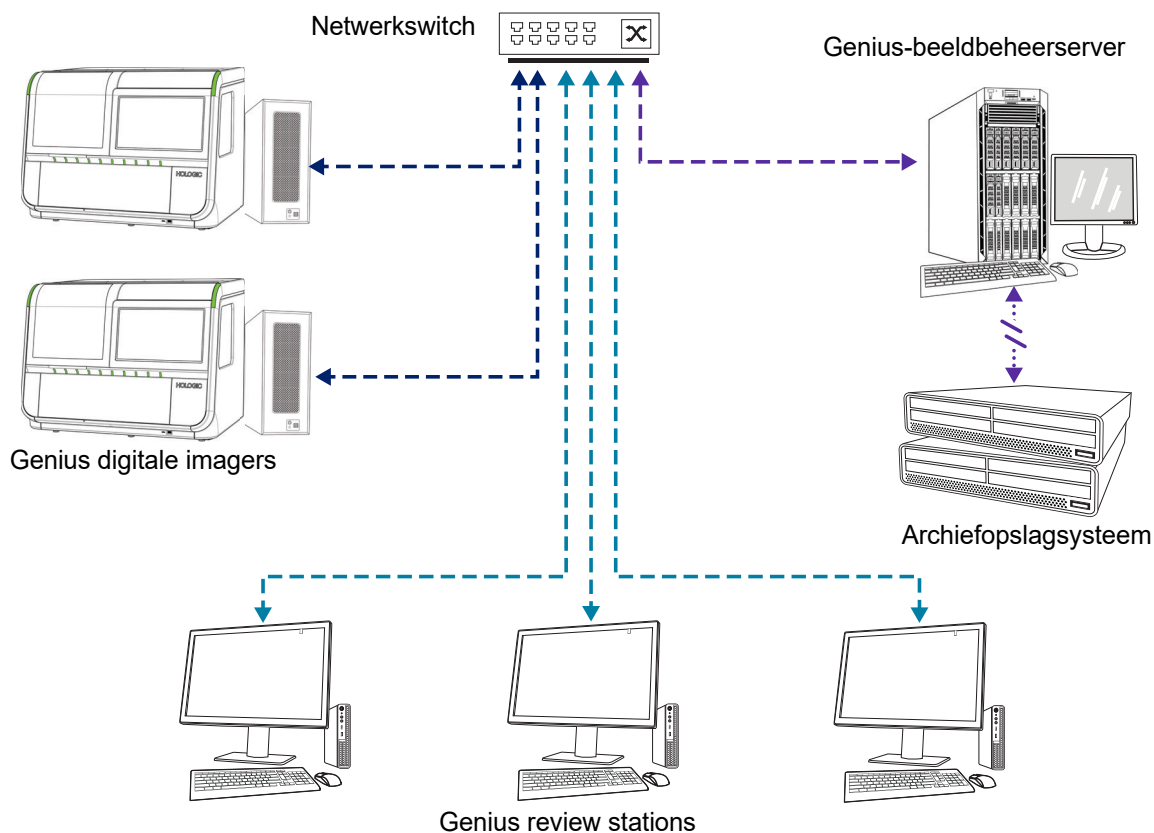 Netwerkswitch
Genius-beeldbeheerserver
HOLOGIC
HOLOGIC
Genius digitale imagers
Archiefopslagsysteem
Genius review stations